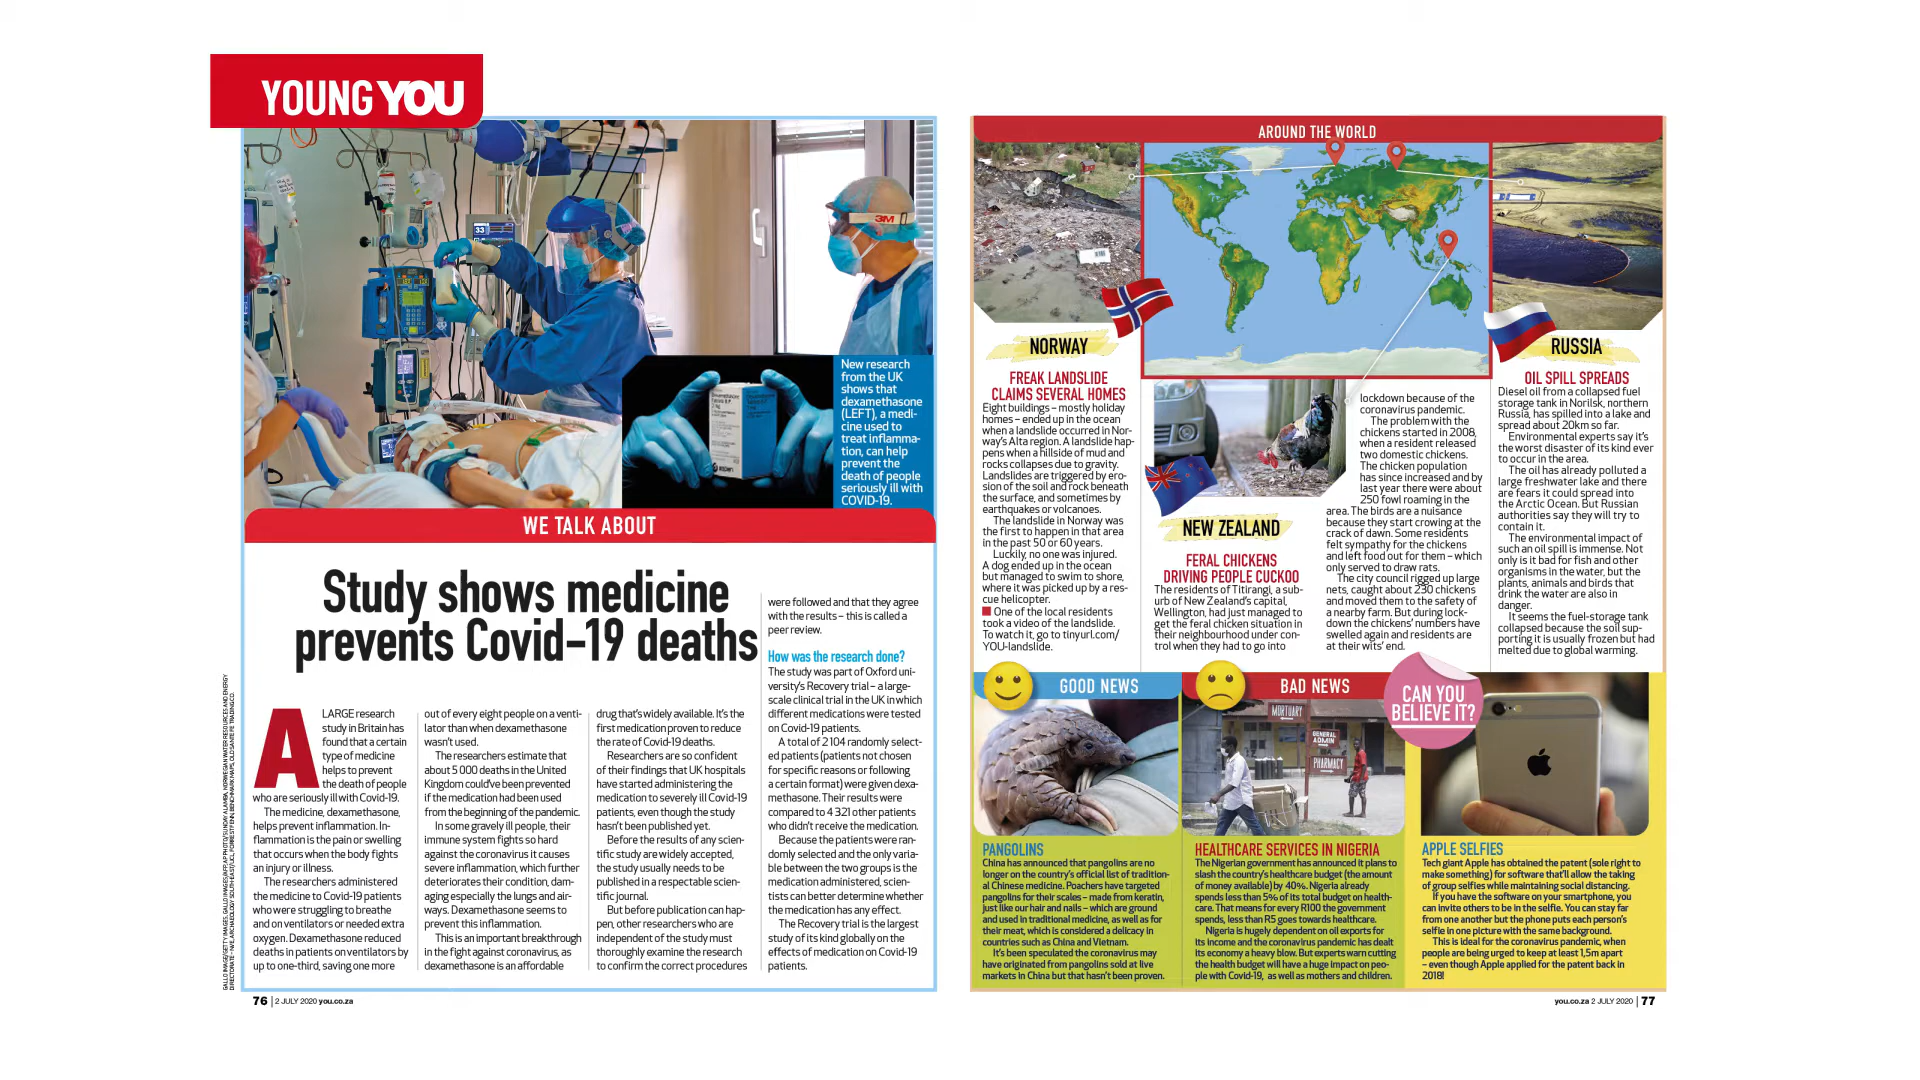 YOUNG YOU
3M
33
New research
from the UK
shows that
dexamethasone
(LEFT), a medi-
cine used to
treat inflamma-
tion, can help
prevent the
death of people
seriously ill with
COVID-19.
WE TALK ABOUT
Study shows medicine
prevents Covid-19 deaths
A LARGE research
study in Britain has
found that a certain
type of medicine
helps to prevent
the death of people
who are seriously ill with Covid-19.
The medicine, dexamethasone,
helps prevent inflammation. In-
flammation is the pain or swelling
that occurs when the body fights
an injury or illness.
The researchers administered
the medicine to Covid-19 patients
who were struggling to breathe
and on ventilators or needed extra
oxygen. Dexamethasone reduced
deaths in patients on ventilators by
up to one-third, saving one more
out of every eight people on a venti-
lator than when dexamethasone
wasn't used.
The researchers estimate that
about 5 000 deaths in the United
Kingdom could've been prevented
if the medication had been used
from the beginning of the pandemic.
In some gravely ill people, their
immune system fights so hard
against the coronavirus it causes
severe inflammation, which further
deteriorates their condition, dam-
aging especially the lungs and air-
ways. Dexamethasone seems to
prevent this inflammation.
This is an important breakthrough
in the fight against coronavirus, as
dexamethasone is an affordable
drug that's widely available. It's the
first medication proven to reduce
the rate of Covid-19 deaths.
Researchers are so confident
of their findings that UK hospitals
have started administering the
medication to severely ill Covid-19
patients, even though the study
hasn't been published yet.
Before the results of any scien-
tific study are widely accepted,
the study usually needs to be
published in a respectable scien-
tific journal.
But before publication can hap-
pen, other researchers who are
independent of the study must
thoroughly examine the research
to confirm the correct procedures
were followed and that they agree
with the results – this is called a
peer review.
How was the research done?
The study was part of Oxford uni-
versity's Recovery trial – a large-
scale clinical trial in the UK in which
different medications were tested
on Covid-19 patients.
A total of 2 104 randomly select-
ed patients (patients not chosen
for specific reasons or following
a certain format) were given dexa-
methasone. Their results were
compared to 4 321 other patients
who didn't receive the medication.
Because the patients were ran-
domly selected and the only varia-
ble between the two groups is the
medication administered, scien-
tists can better determine whether
the medication has any effect.
The Recovery trial is the largest
study of its kind globally on the
effects of medication on Covid-19
patients.
76 | 2 JULY 2020 you.co.za
AROUND THE WORLD
NORWAY
FREAK LANDSLIDE
CLAIMS SEVERAL HOMES
Eight buildings – mostly holiday
homes – ended up in the ocean
when a landslide occurred in Nor-
way's Alta region. A landslide hap-
pens when a hillside of mud and
rocks collapses due to gravity.
Landslides are triggered by ero-
sion of the soil and rock beneath
the surface, and sometimes by
earthquakes or volcanoes.
The landslide in Norway was
the first to happen in that area
in the past 50 or 60 years.
Luckily, no one was injured.
A dog ended up in the ocean
but managed to swim to shore,
where it was picked up by a res-
cue helicopter.
One of the local residents
took a video of the landslide.
To watch it, go to tinyurl.com/
YOU-landslide.
NEW ZEALAND
FERAL CHICKENS
DRIVING PEOPLE CUCKOO
The residents of Titirangi, a sub-
urb of New Zealand's capital,
Wellington, had just managed to
get the feral chicken situation in
their neighbourhood under con-
trol when they had to go into
lockdown because of the
coronavirus pandemic.
The problem with the
chickens started in 2008,
when a resident released
two domestic chickens.
The chicken population
has since increased and by
last year there were about
250 fowl roaming in the
area. The birds are a nuisance
because they start crowing at the
crack of dawn. Some residents
felt sympathy for the chickens
and left food out for them – which
only served to draw rats.
The city council rigged up large
nets, caught about 230 chickens
and moved them to the safety of
a nearby farm. But during lock-
down the chickens' numbers have
swelled again and residents are
at their wits' end.
RUSSIA
OIL SPILL SPREADS
Diesel oil from a collapsed fuel
storage tank in Norilsk, northern
Russia, has spilled into a lake and
spread about 20km so far.
Environmental experts say it's
the worst disaster of its kind ever
to occur in the area.
The oil has already polluted a
large freshwater lake and there
are fears it could spread into
the Arctic Ocean. But Russian
authorities say they will try to
contain it.
The environmental impact of
such an oil spill is immense. Not
only is it bad for fish and other
organisms in the water, but the
plants, animals and birds that
drink the water are also in
danger.
It seems the fuel-storage tank
collapsed because the soil sup-
porting it is usually frozen but had
melted due to global warming.
GOOD NEWS
PANGOLINS
China has announced that pangolins are no
longer on the country's official list of tradition-
al Chinese medicine. Poachers have targeted
pangolins for their scales – made from keratin,
just like our hair and nails – which are ground
and used in traditional medicine, as well as for
their meat, which is considered a delicacy in
countries such as China and Vietnam.
It's been speculated the coronavirus may
have originated from pangolins sold at live
markets in China but that hasn't been proven.
BAD NEWS
MORTUARY
GENERAL
ADMIN
PHARMACY
HEALTHCARE SERVICES IN NIGERIA
The Nigerian government has announced it plans to
slash the country's healthcare budget (the amount
of money available) by 40%. Nigeria already
spends less than 5% of its total budget on health-
care. That means for every R100 the government
spends, less than R5 goes towards healthcare.
Nigeria is hugely dependent on oil exports for
its income and the coronavirus pandemic has dealt
its economy a heavy blow. But experts warn cutting
the health budget will have a huge impact on peo-
ple with Covid-19, as well as mothers and children.
CAN YOU
BELIEVE IT?
APPLE SELFIES
Tech giant Apple has obtained the patent (sole right to
make something) for software that'll allow the taking
of group selfies while maintaining social distancing.
If you have the software on your smartphone, you
can invite others to be in the selfie. You can stay far
from one another but the phone puts each person's
selfie in one picture with the same background.
This is ideal for the coronavirus pandemic, when
people are being urged to keep at least 1,5m apart
– even though Apple applied for the patent back in
2018!
you.co.za 2 JULY 2020 | 77